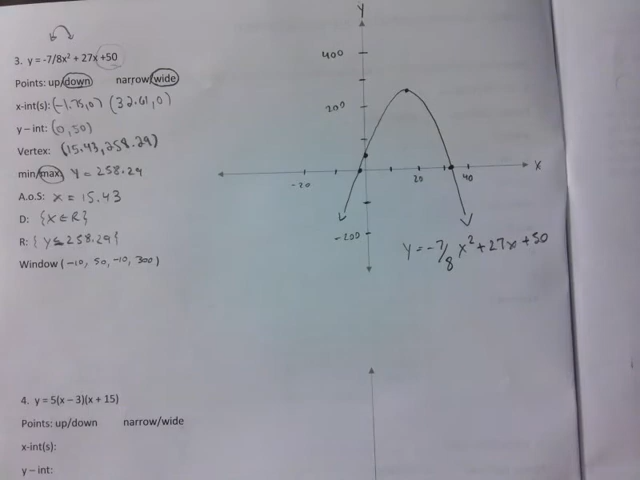 3. y = -7/8x² + 27x +50
Points: up/down narrow/wide
x-int(s): (-1.75,0) (32.61,0)
y – int: (0,50)
Vertex: (15.43,258.29)
min/max: y = 258.29
A.o.S: x = 15.43
D: {x∈R}
R: { y≤258.29}
Window (-10, 50, -10, 300)
Y
400
200
-20
20
40
X
-200
y=-7/8 x²+27x+50
4. y = 5(x – 3)(x + 15)
Points: up/down narrow/wide
x-int(s):
y – int: